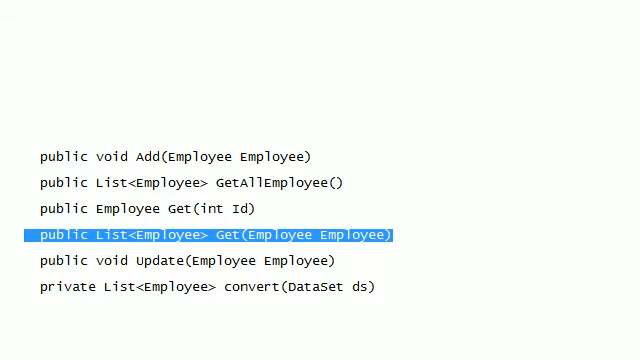 public void Add(Employee Employee)
public List<Employee> GetAllEmployee()
public Employee Get(int Id)
public List<Employee> Get(Employee Employee)
public void Update(Employee Employee)
private List<Employee> convert(DataSet ds)